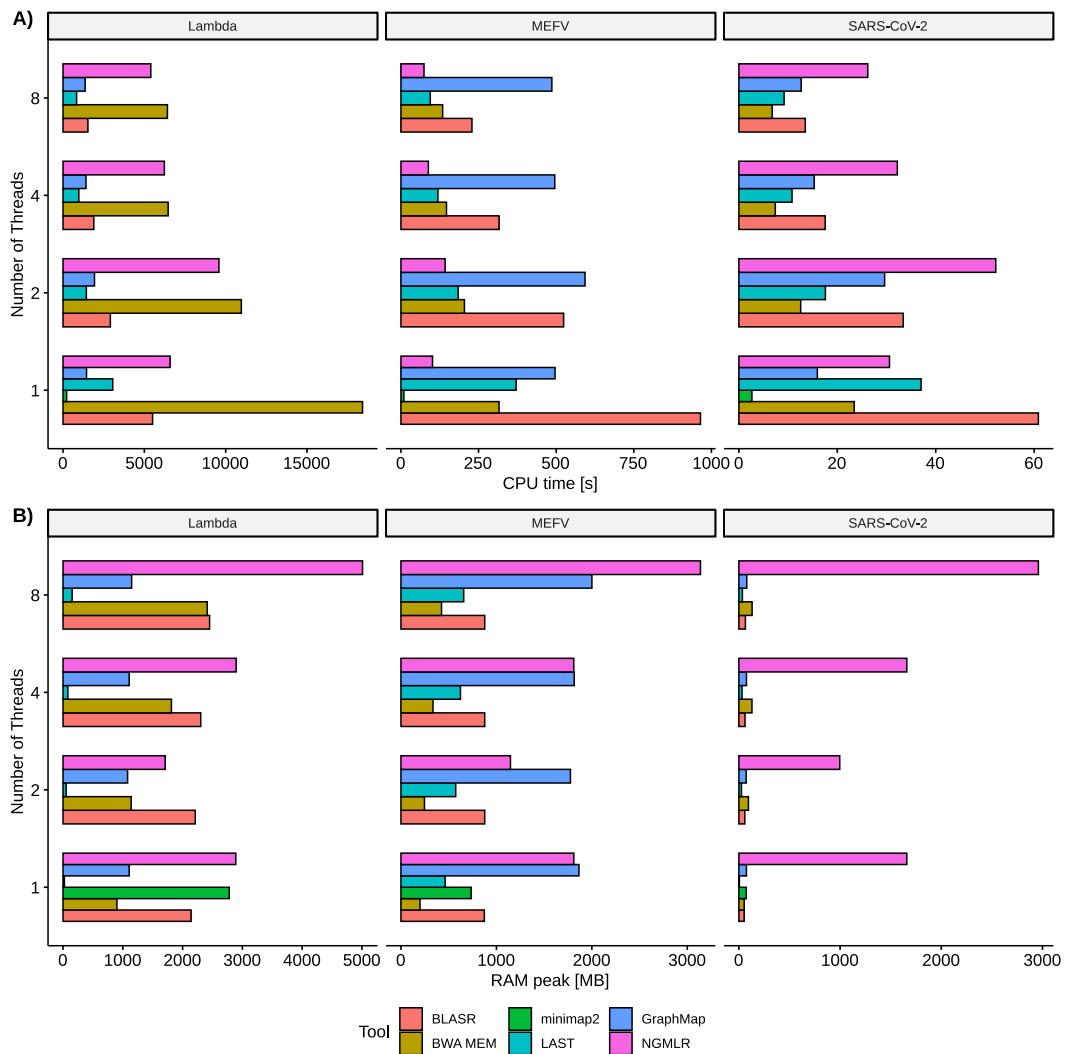 A)
Lambda MEFV SARS-CoV-2
Number of Threads
8
4
2
1
0 5000 10000 15000 0 250 500 750 1000 0 20 40 60
CPU time [s]
B)
Lambda MEFV SARS-CoV-2
Number of Threads
8
4
2
1
0 1000 2000 3000 4000 5000 0 1000 2000 3000 0 1000 2000 3000
RAM peak [MB]
Tool BLASR minimap2 GraphMap
BWA MEM LAST NGMLR